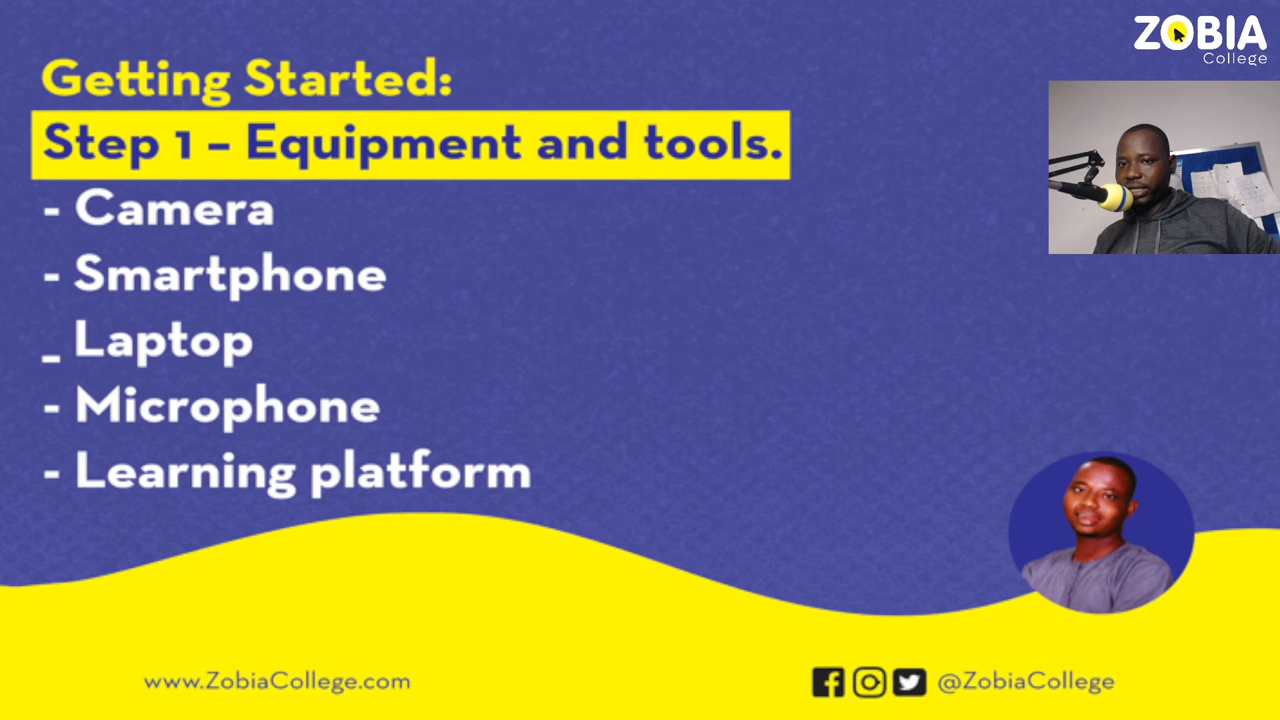 ZOBIA
College
Getting Started:
Step 1 – Equipment and tools.
- Camera
- Smartphone
_ Laptop
- Microphone
- Learning platform
www.ZobiaCollege.com
@ZobiaCollege